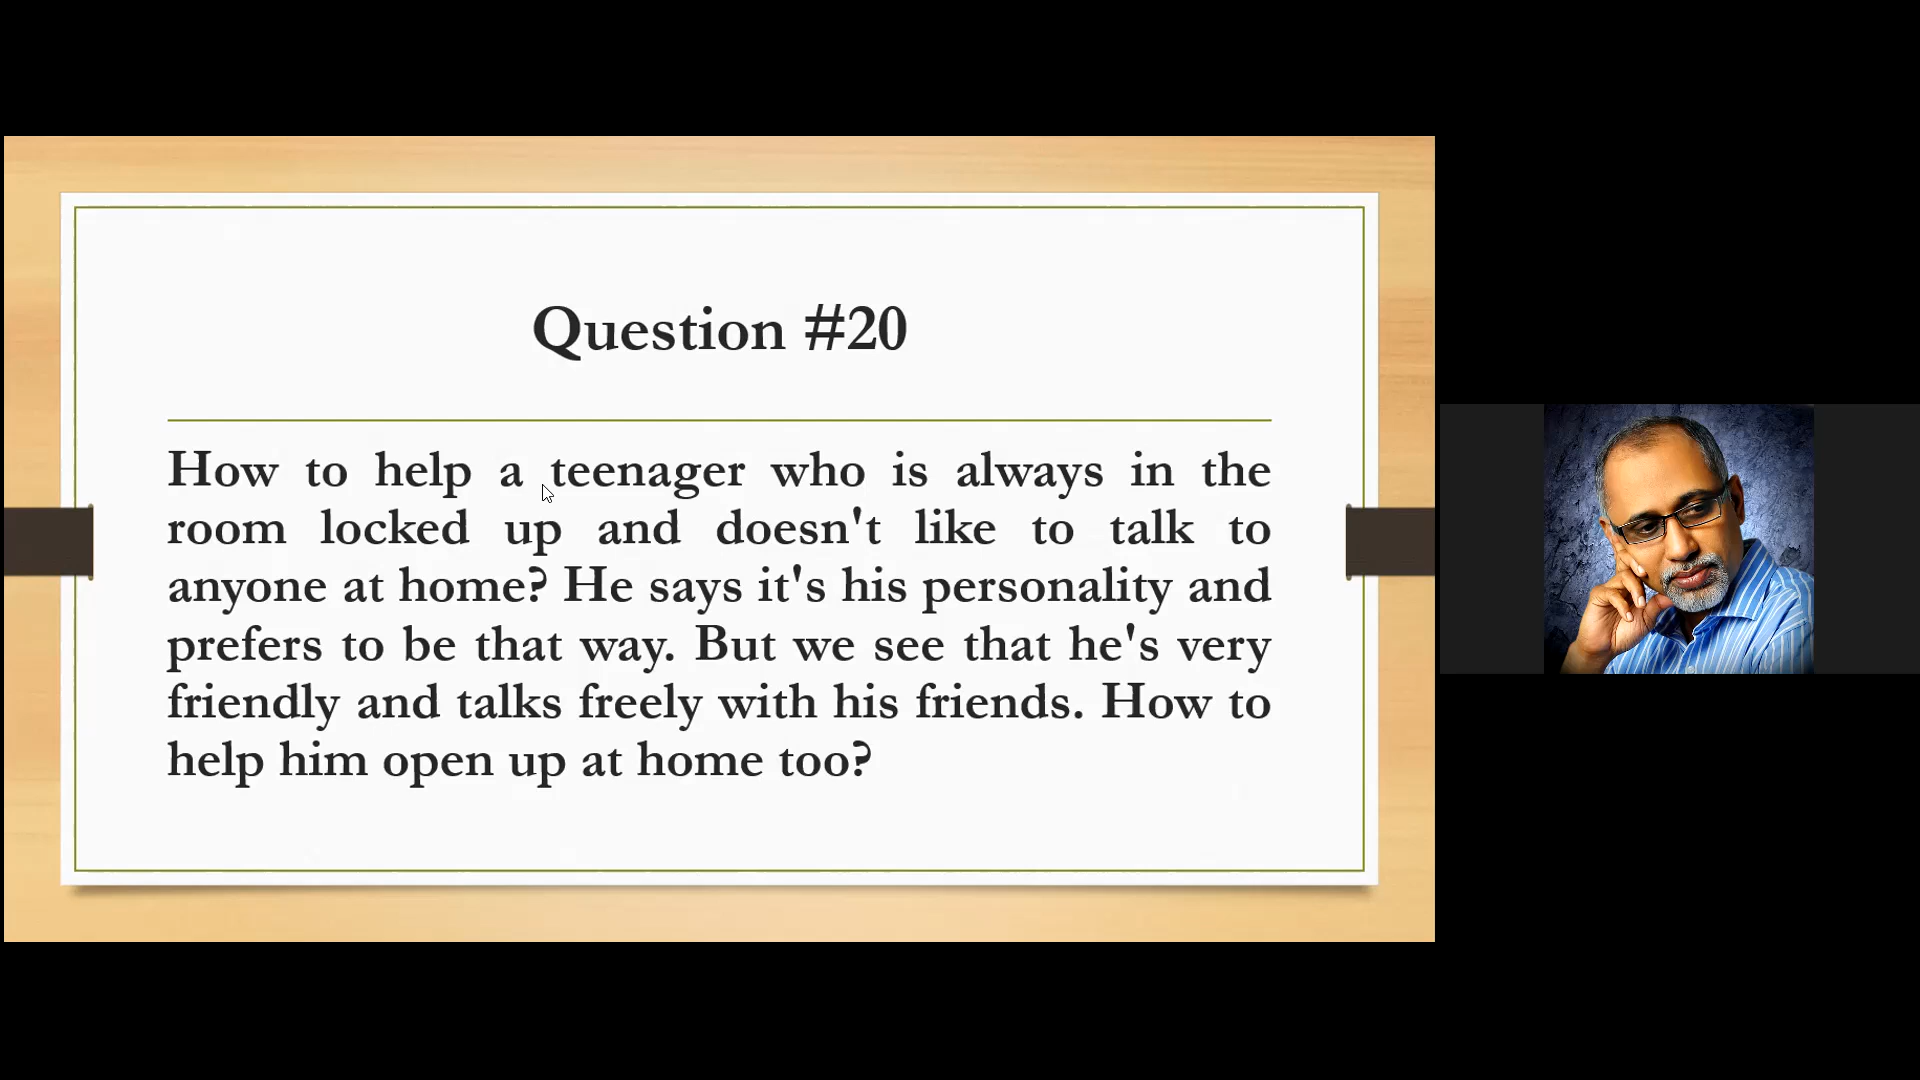 Question #20
How to help a teenager who is always in the
room locked up and doesn't like to talk to
anyone at home? He says it's his personality and
prefers to be that way. But we see that he's very
friendly and talks freely with his friends. How to
help him open up at home too?